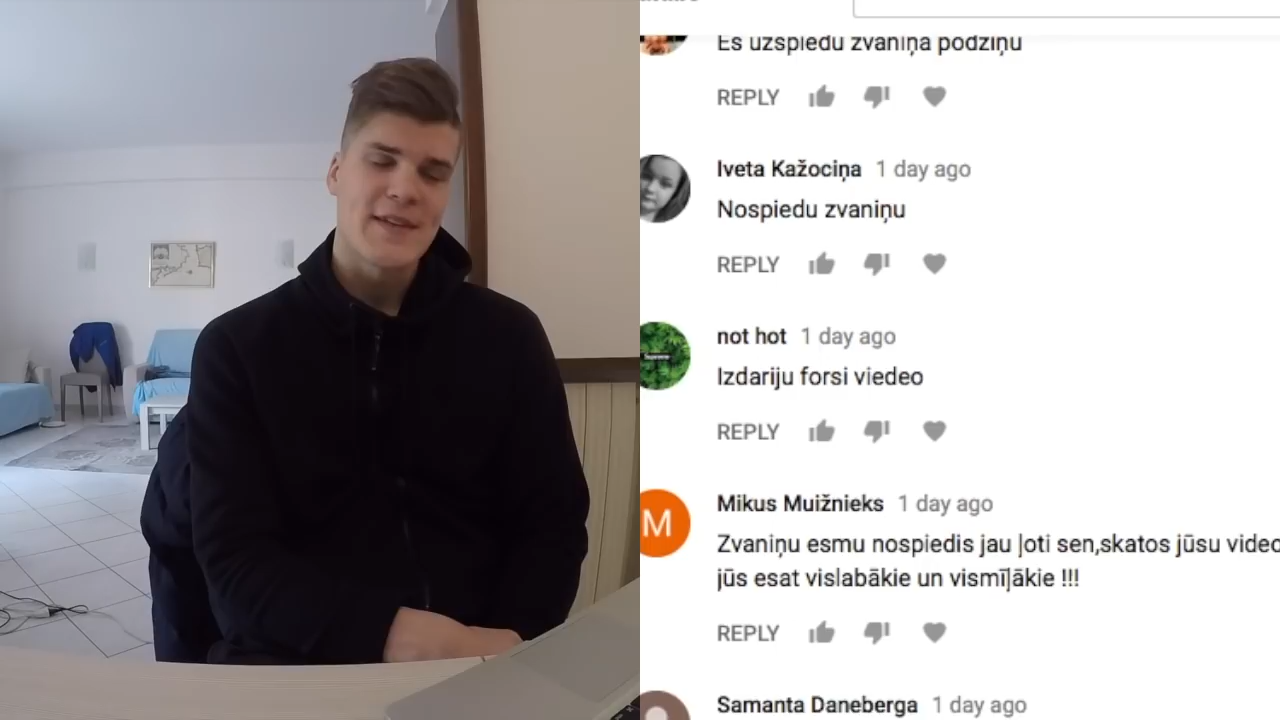 Es uzspiedu zvaniņa podziņu
REPLY
Iveta Kažociņa 1 day ago
Nospiedu zvaniņu
REPLY
not hot 1 day ago
Izdariju forsi viedeo
REPLY
M
Mikus Muižnieks 1 day ago
Zvaniņu esmu nospiedis jau ļoti sen,skatos jūsu video
jūs esat vislabākie un vismīļākie !!!
REPLY
Samanta Daneberga 1 day ago